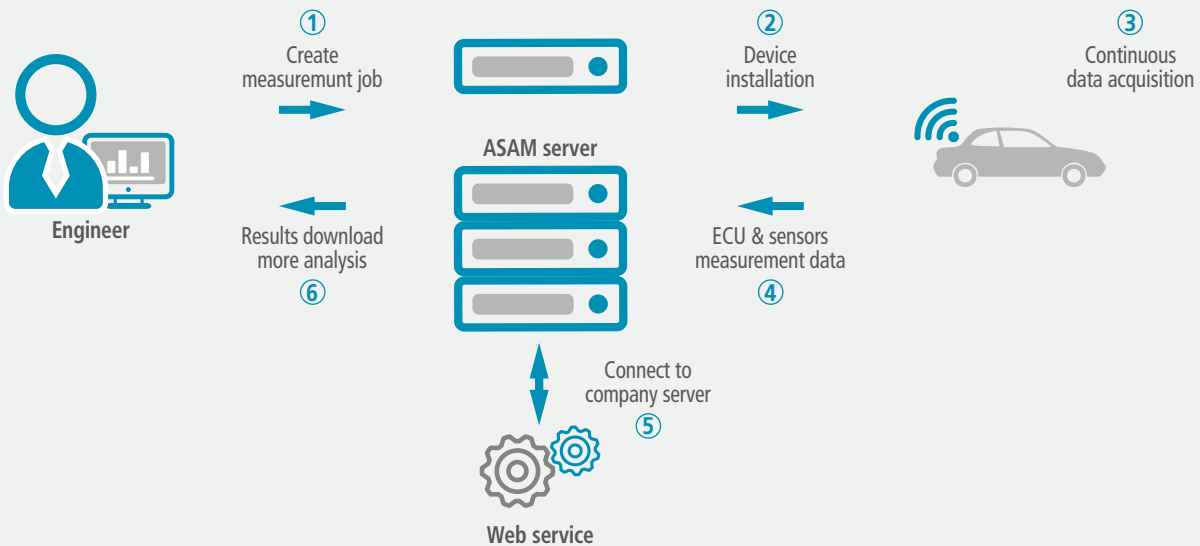 ①
Create
measuremunt job
②
Device
installation
③
Continuous
data acquisition
ASAM server
Engineer
Results download
more analysis
⑥
ECU & sensors
measurement data
④
Connect to
company server
⑤
Web service